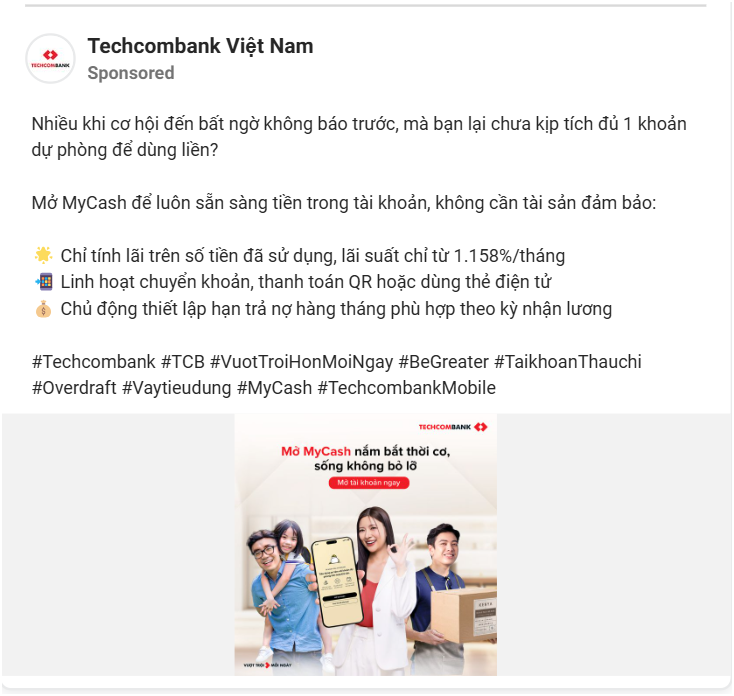 TECHCOMBANK
Techcombank Việt Nam
Sponsored
Nhiều khi cơ hội đến bất ngờ không báo trước, mà bạn lại chưa kịp tích đủ 1 khoản
dự phòng để dùng liền?
Mở MyCash để luôn sẵn sàng tiền trong tài khoản, không cần tài sản đảm bảo:
🌟 Chỉ tính lãi trên số tiền đã sử dụng, lãi suất chỉ từ 1.158%/tháng
📲 Linh hoạt chuyển khoản, thanh toán QR hoặc dùng thẻ điện tử
💰 Chủ động thiết lập hạn trả nợ hàng tháng phù hợp theo kỳ nhận lương
#Techcombank #TCB #VuotTroiHonMoiNgay #BeGreater #TaikhoanThauchi
#Overdraft #Vaytieudung #MyCash #TechcombankMobile
TECHCOMBANK
Mở MyCash nắm bắt thời cơ,
sống không bỏ lỡ
Mở tài khoản ngay
VƯỢT TRỘI MỖI NGÀY